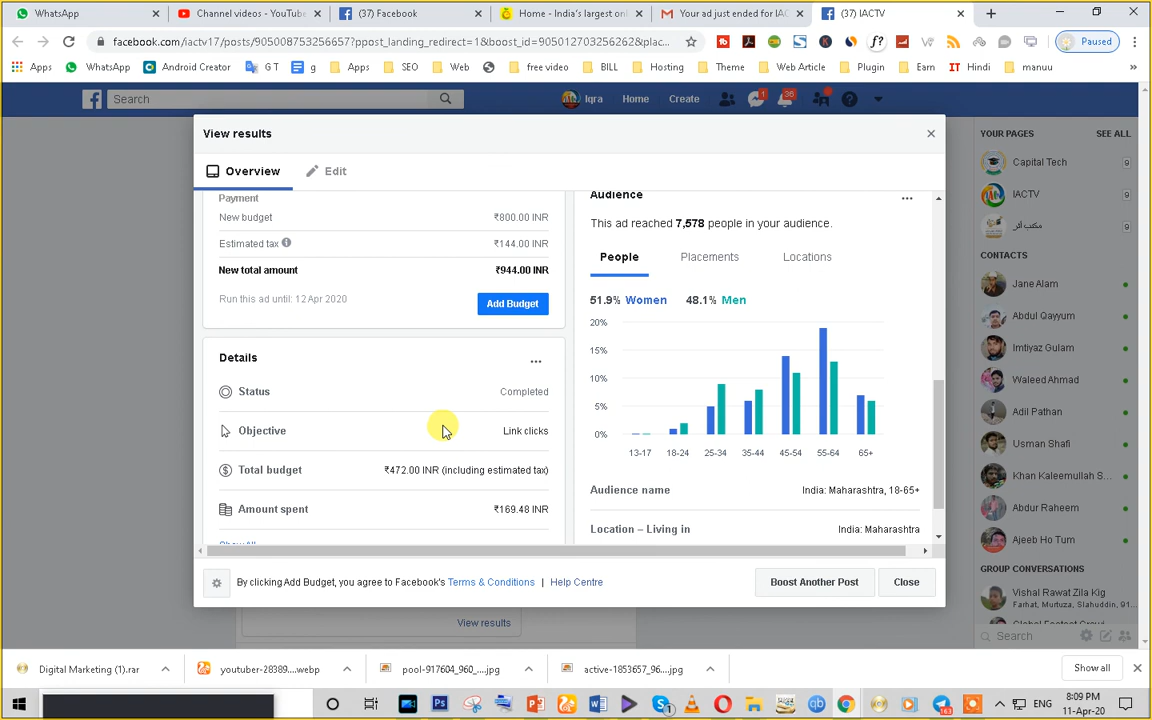 WhatsApp
Channel videos - YouTube
(37) Facebook
Home - India's largest onl
Your ad just ended for IAC
(37) IACTV
facebook.com/iactv17/posts/905008753256657?ppost_landing_redirect=1&boost_id=905012703256262&plac...
Paused
Apps
WhatsApp
Android Creator
G T
g
Apps
SEO
Web
free video
BILL
Hosting
Theme
Web Article
Plugin
Earn
IT Hindi
manuu
Search
Iqra
Home
Create
1
36
View results
Overview
Edit
Payment
New budget
₹800.00 INR
Estimated tax
₹144.00 INR
New total amount
₹944.00 INR
Run this ad until: 12 Apr 2020
Add Budget
Details
Status
Completed
Objective
Link clicks
Total budget
₹472.00 INR (including estimated tax)
Amount spent
₹169.48 INR
Show All
Audience
This ad reached 7,578 people in your audience.
People
Placements
Locations
51.9% Women
48.1% Men
20%
15%
10%
5%
0%
13-17
18-24
25-34
35-44
45-54
55-64
65+
Audience name
India: Maharashtra, 18-65+
Location – Living in
India: Maharashtra
By clicking Add Budget, you agree to Facebook's Terms & Conditions | Help Centre
Boost Another Post
Close
View results
YOUR PAGES
SEE ALL
Capital Tech
9
IACTV
9
9
CONTACTS
Jane Alam
Abdul Qayyum
Imtiyaz Gulam
Waleed Ahmad
Adil Pathan
Usman Shafi
Khan Kaleemullah S...
Abdur Raheem
Ajeeb Ho Tum
GROUP CONVERSATIONS
Vishal Rawat Zila Kig
Farhat, Murtuza, Slahuddin, 91...
Search
Digital Marketing (1).rar
youtuber-28389....webp
pool-917604_960_....jpg
active-1853657_96....jpg
Show all
ENG
8:09 PM
11-Apr-20